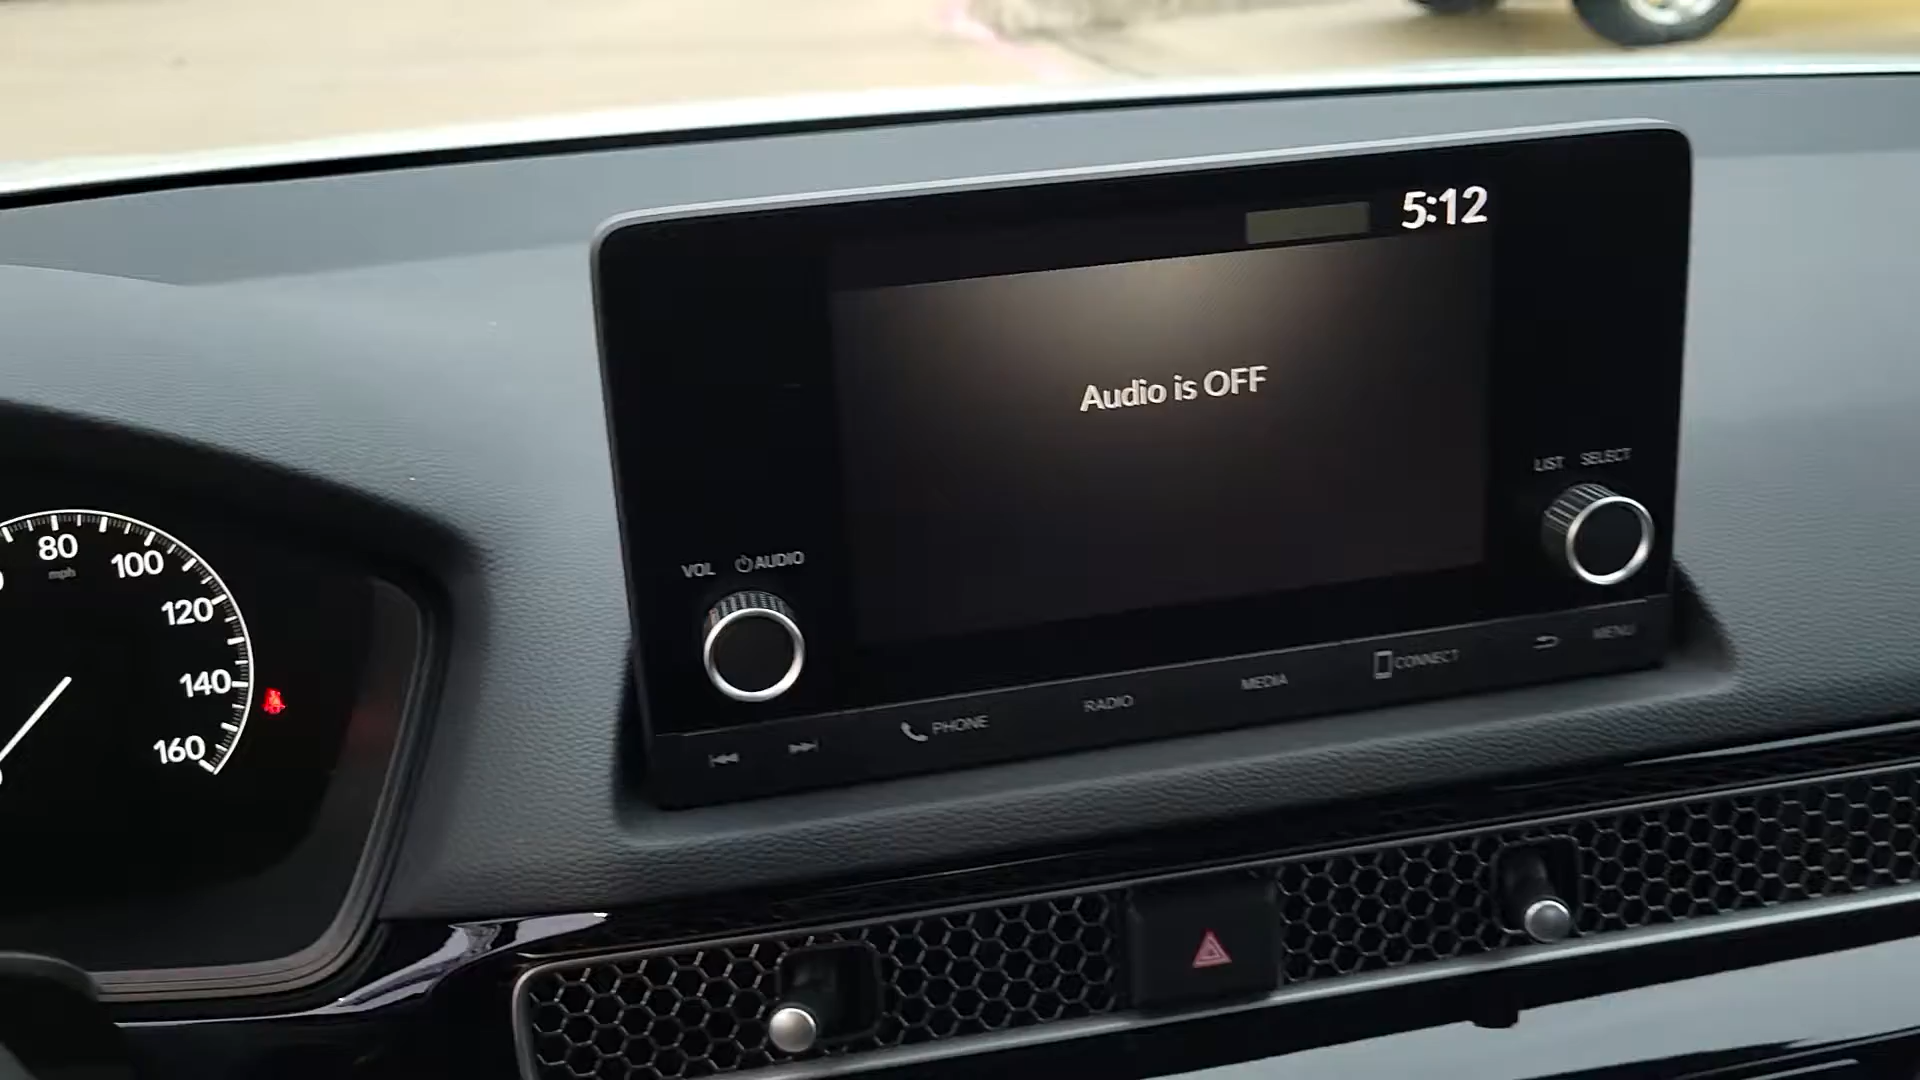 5:12
Audio is OFF
LIST SELECT
VOL AUDIO
80
mph
100
120
140
160
PHONE
RADIO
MEDIA
CONNECT
MENU